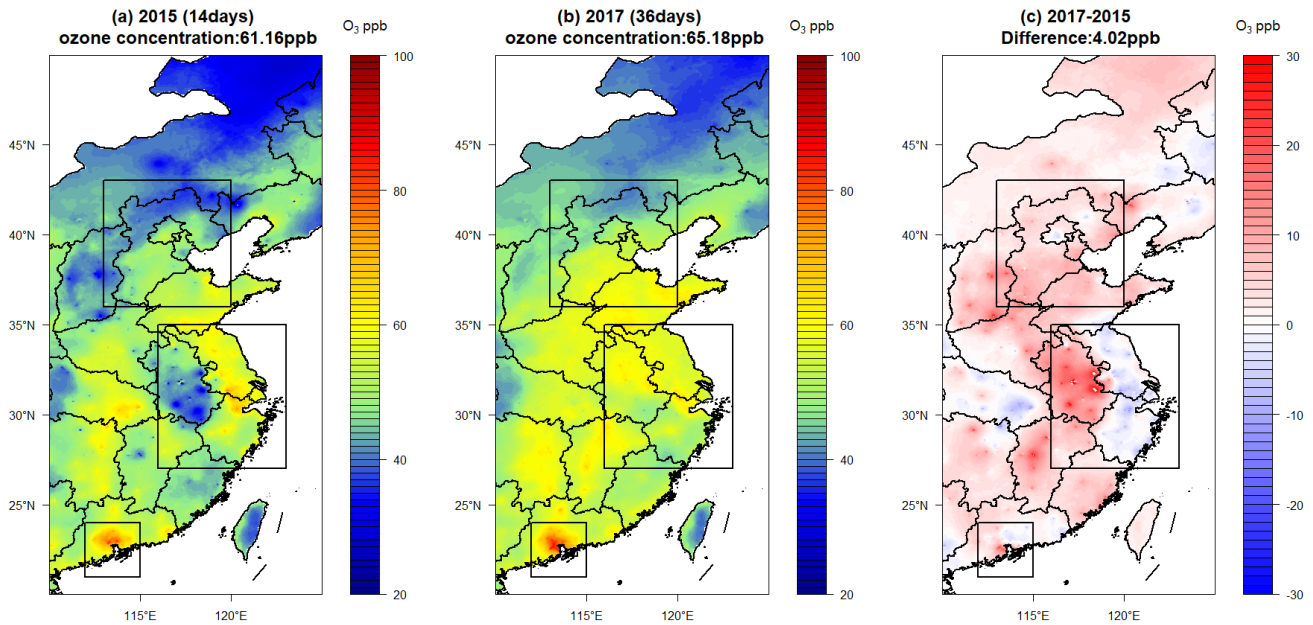 (a) 2015 (14days)
ozone concentration:61.16ppb
O₃ ppb
100
80
60
40
20
45°N
40°N
35°N
30°N
25°N
115°E
120°E
(b) 2017 (36days)
ozone concentration:65.18ppb
O₃ ppb
100
80
60
40
20
45°N
40°N
35°N
30°N
25°N
115°E
120°E
(c) 2017-2015
Difference:4.02ppb
O₃ ppb
30
20
10
0
-10
-20
-30
45°N
40°N
35°N
30°N
25°N
115°E
120°E